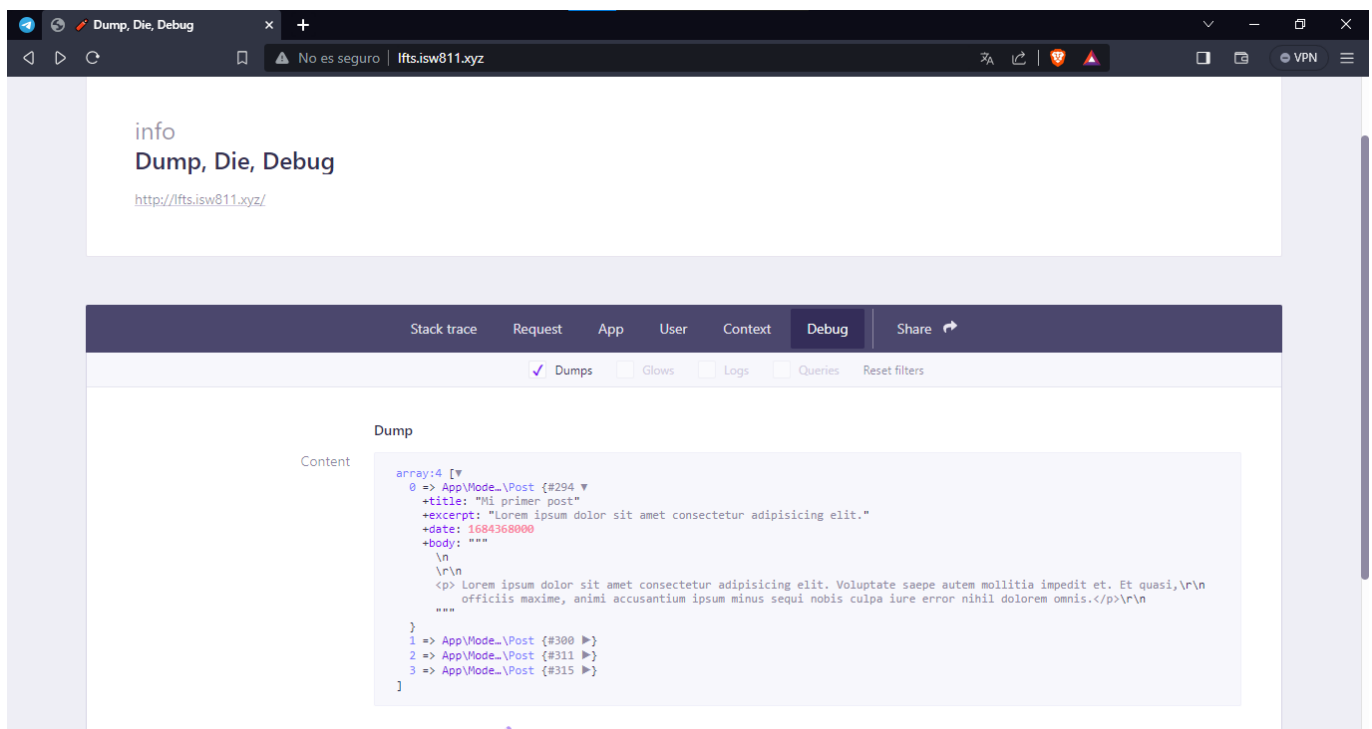 Dump, Die, Debug
No es seguro lfts.isw811.xyz
VPN
info
Dump, Die, Debug
http://lfts.isw811.xyz/
Stack trace Request App User Context Debug Share
Dumps Glows Logs Queries Reset filters
Dump
Content
array:4 [▼
0 => App\Mode…\Post {#294 ▼
+title: "Mi primer post"
+excerpt: "Lorem ipsum dolor sit amet consectetur adipisicing elit."
+date: 1684368000
+body: """
\n
\r\n
<p> Lorem ipsum dolor sit amet consectetur adipisicing elit. Voluptate saepe autem mollitia impedit et. Et quasi,\r\n
officiis maxime, animi accusantium ipsum minus sequi nobis culpa iure error nihil dolorem omnis.</p>\r\n
"""
}
1 => App\Mode…\Post {#300 ▶}
2 => App\Mode…\Post {#311 ▶}
3 => App\Mode…\Post {#315 ▶}
]